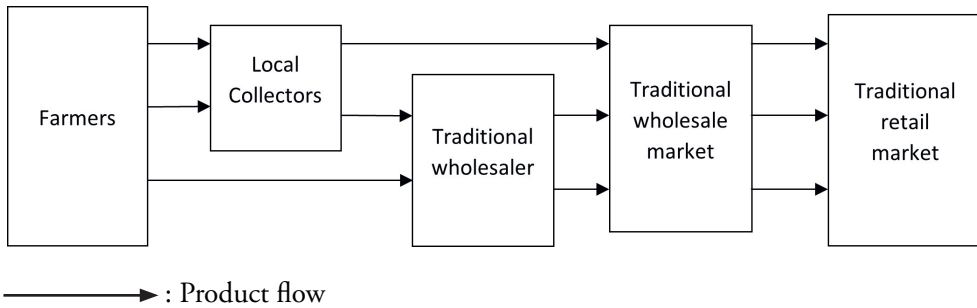 Farmers
Local
Collectors
Traditional
wholesaler
Traditional
wholesale
market
Traditional
retail
market
: Product flow